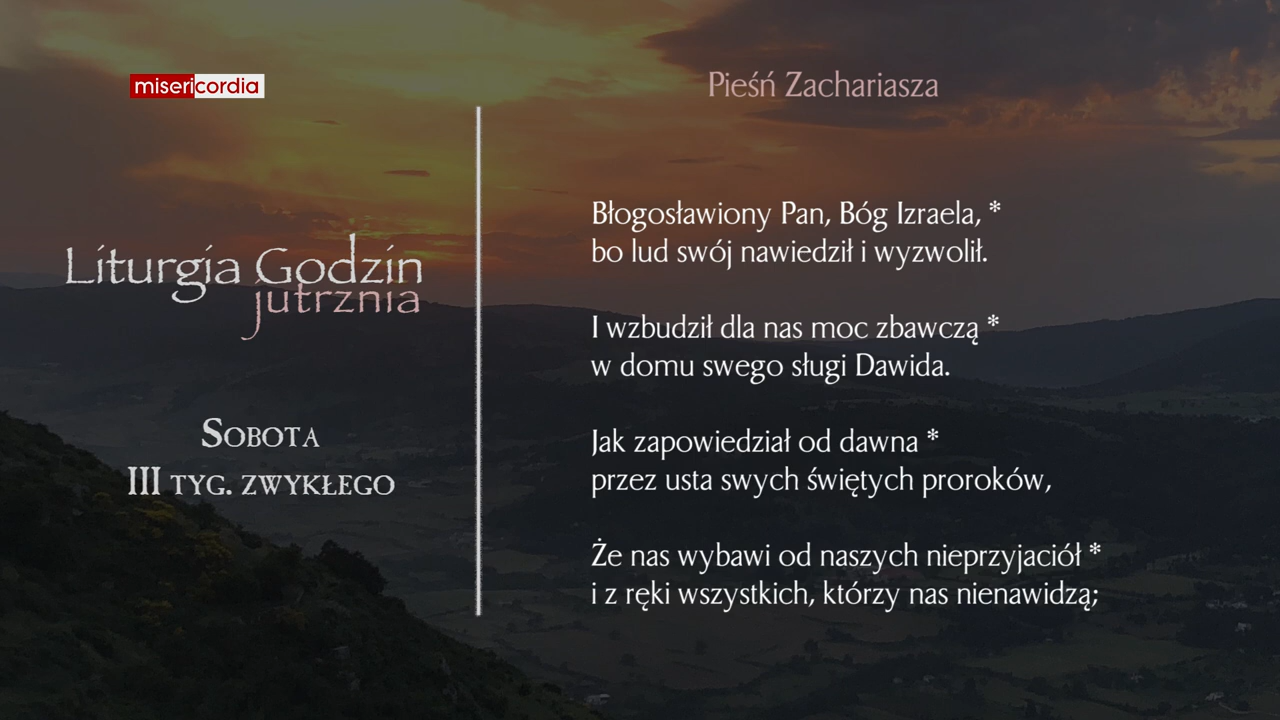 misericordia
Liturgia Godzin
jutrznia
Sobota
III tyg. zwykłego
Pieśń Zachariasza
Błogosławiony Pan, Bóg Izraela, *
bo lud swój nawiedził i wyzwolił.
I wzbudził dla nas moc zbawczą *
w domu swego sługi Dawida.
Jak zapowiedział od dawna *
przez usta swych świętych proroków,
Że nas wybawi od naszych nieprzyjaciół *
i z ręki wszystkich, którzy nas nienawidzą;